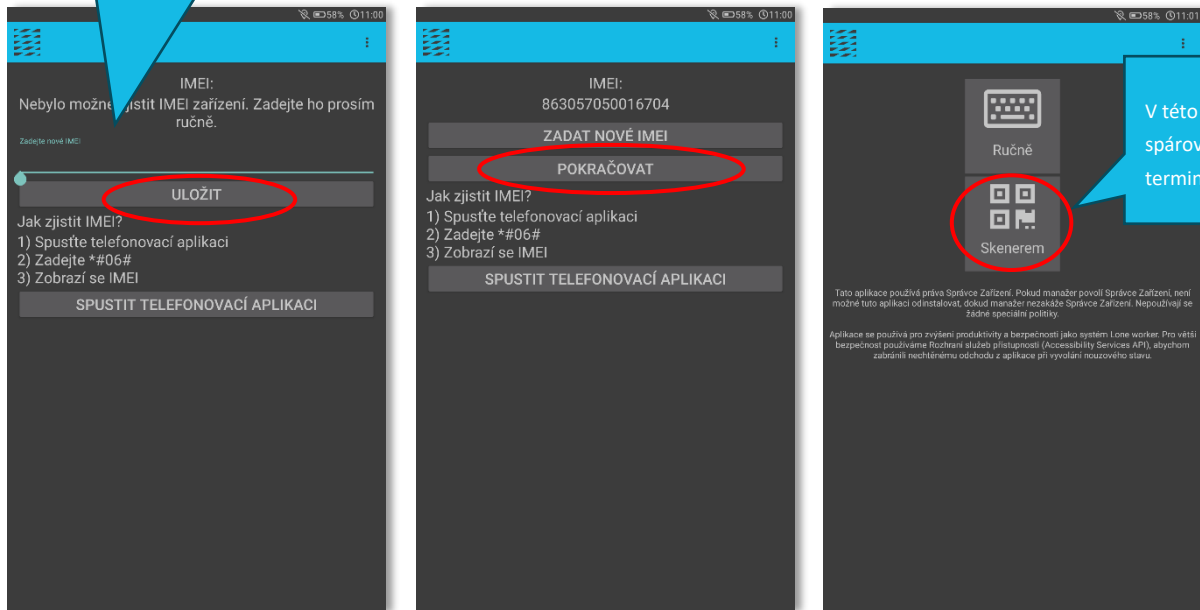 58% 11:00
IMEI:
Nebylo možné zjistit IMEI zařízení. Zadejte ho prosím
ručně.
Zadejte nové IMEI
ULOŽIT
Jak zjistit IMEI?
1) Spusťte telefonovací aplikaci
2) Zadejte *#06#
3) Zobrazí se IMEI
SPUSTIT TELEFONOVACÍ APLIKACI
58% 11:00
IMEI:
863057050016704
ZADAT NOVÉ IMEI
POKRAČOVAT
Jak zjistit IMEI?
1) Spusťte telefonovací aplikaci
2) Zadejte *#06#
3) Zobrazí se IMEI
SPUSTIT TELEFONOVACÍ APLIKACI
58% 11:01
Ručně
Skenerem
V této
spárov
termin
Tato aplikace používá práva Správce Zařízení. Pokud manažer povolí Správce Zařízení, není
možné tuto aplikaci odinstalovat, dokud manažer nezakáže Správce Zařízení. Nepoužívají se
žádné speciální politiky.
Aplikace se používá pro zvýšení produktivity a bezpečnosti jako systém Lone worker. Pro větší
bezpečnost používáme Rozhraní služeb přístupnosti (Accessibility Services API), abychom
zabránili nechtěnému odchodu z aplikace při vyvolání nouzového stavu.